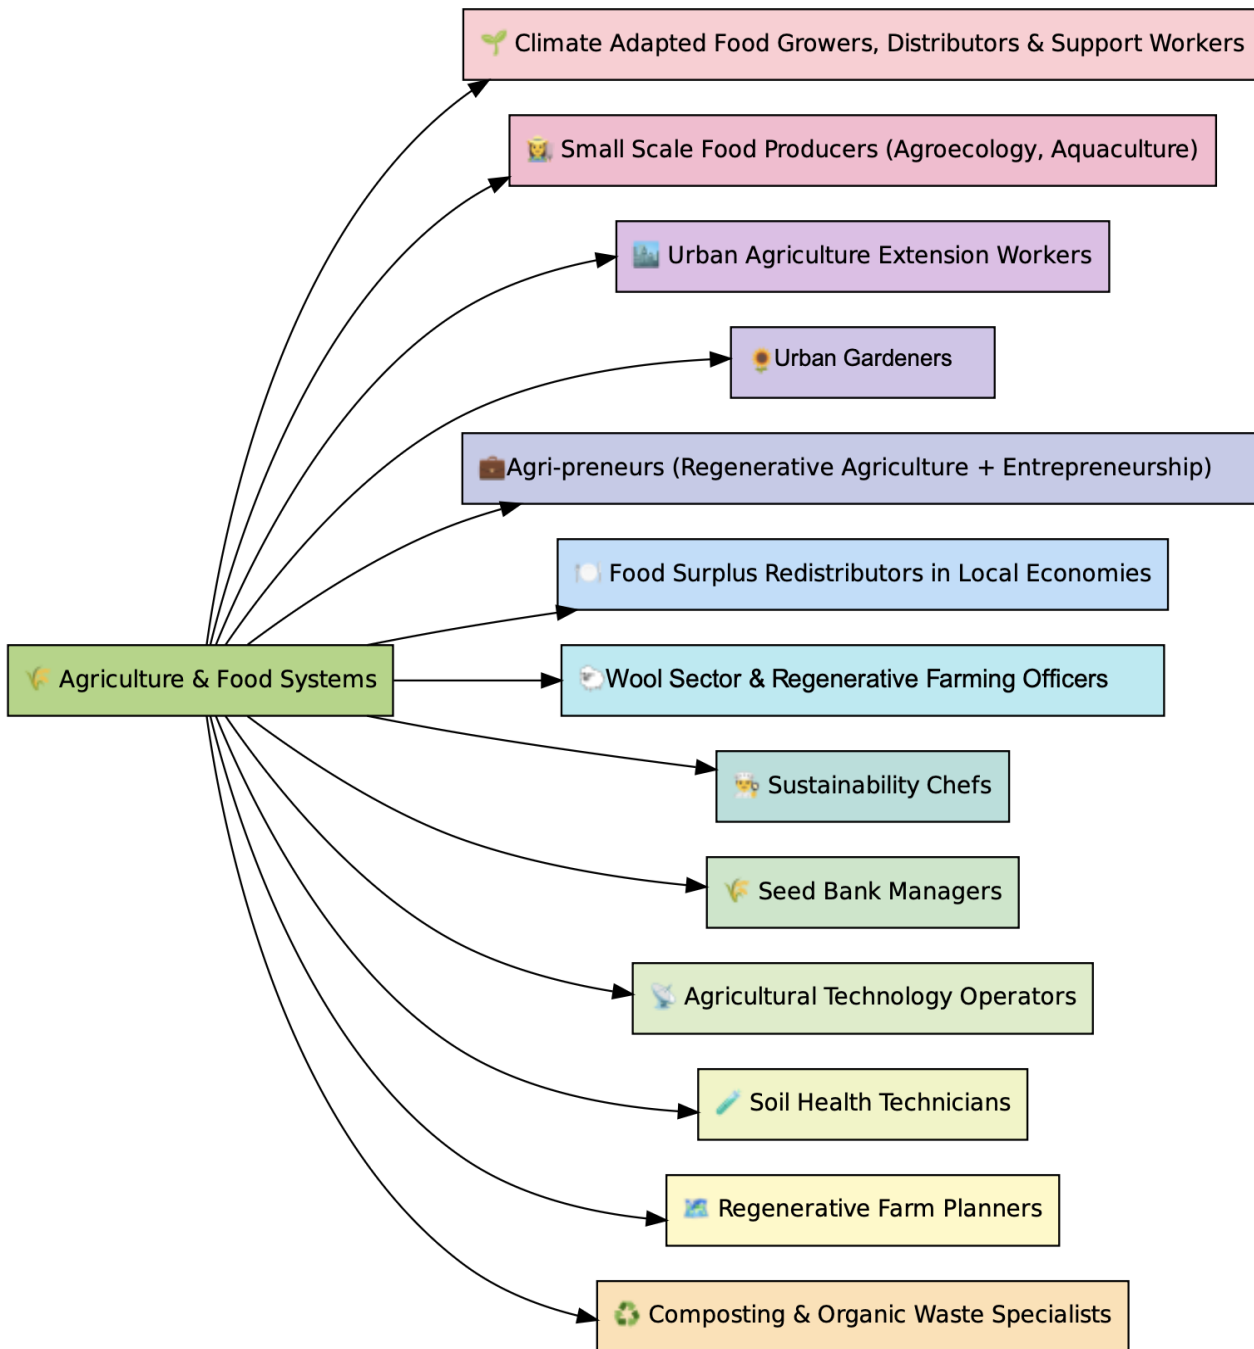 Climate Adapted Food Growers, Distributors & Support Workers
Small Scale Food Producers (Agroecology, Aquaculture)
Urban Agriculture Extension Workers
Urban Gardeners
Agri-preneurs (Regenerative Agriculture + Entrepreneurship)
Food Surplus Redistributors in Local Economies
Agriculture & Food Systems
Wool Sector & Regenerative Farming Officers
Sustainability Chefs
Seed Bank Managers
Agricultural Technology Operators
Soil Health Technicians
Regenerative Farm Planners
Composting & Organic Waste Specialists